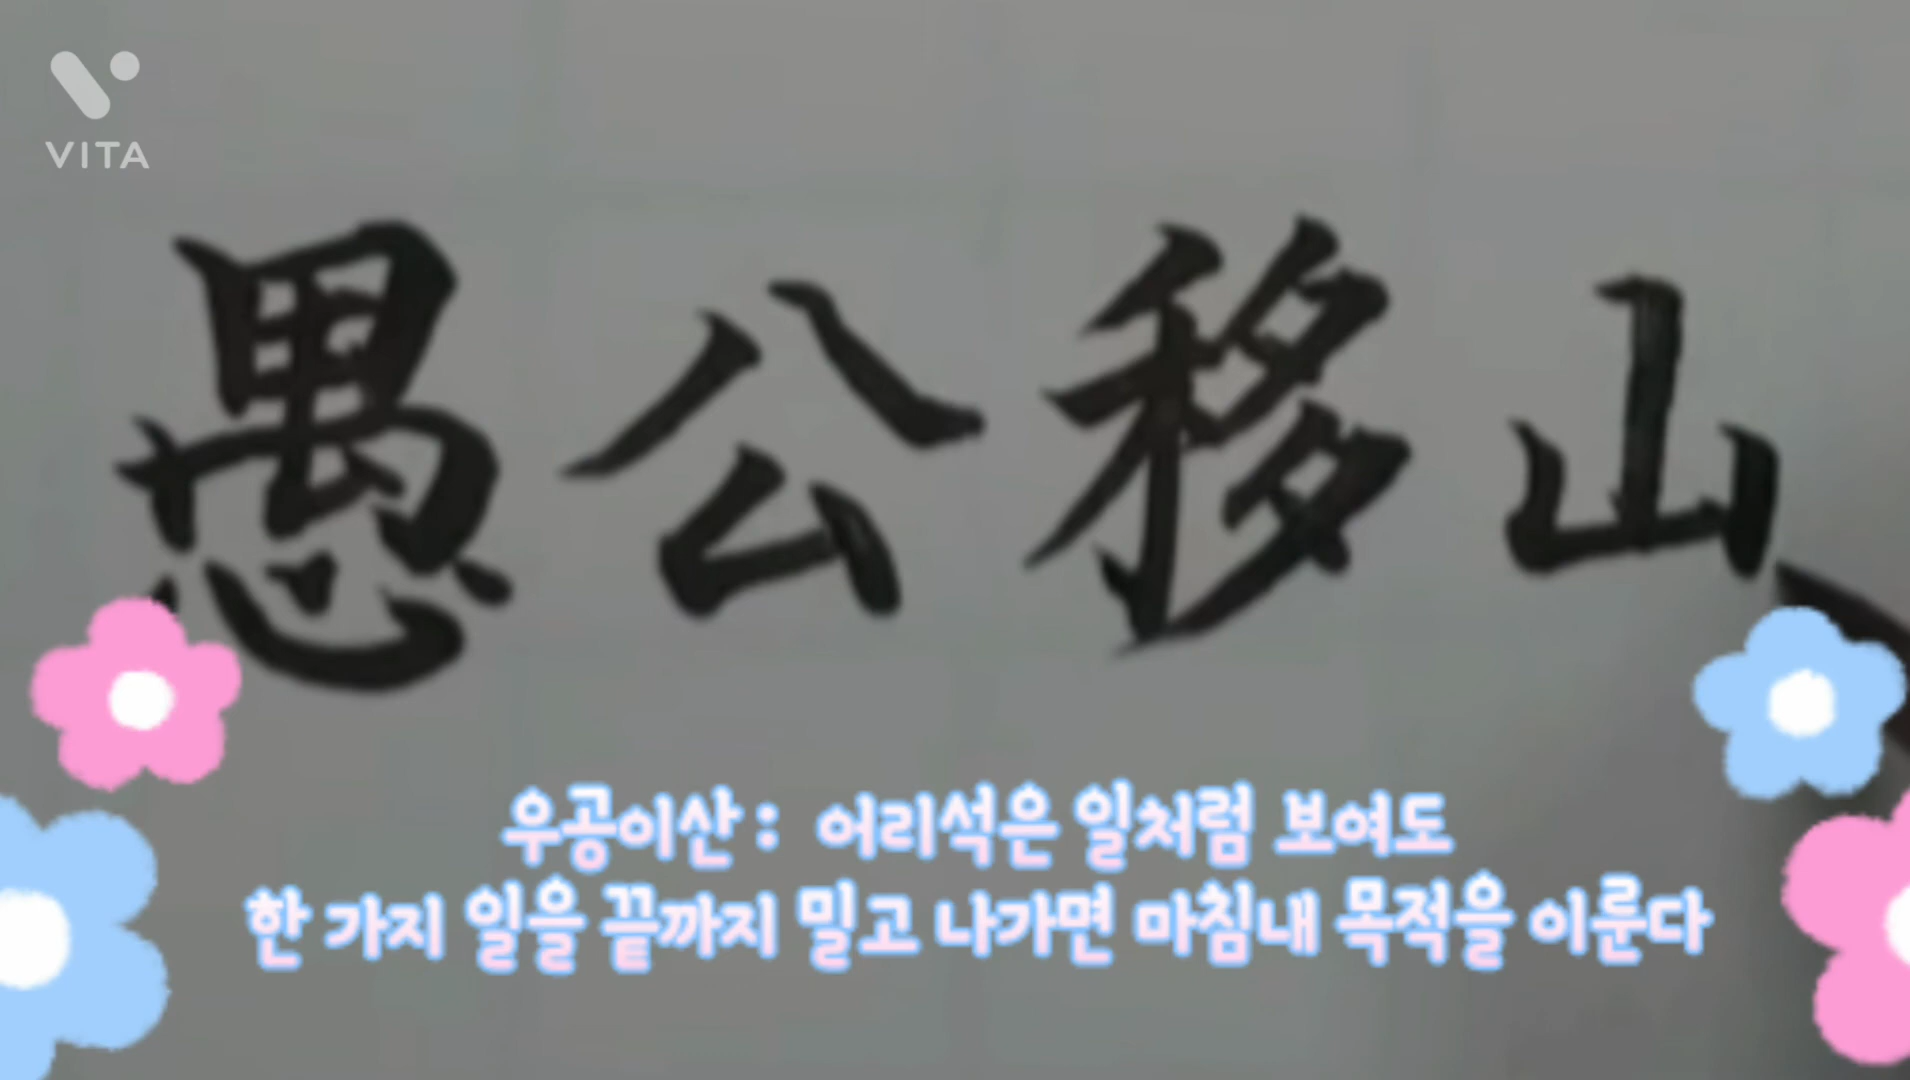 VITA
愚公移山
우공이산 : 어리석은 일처럼 보여도
한 가지 일을 끝까지 밀고 나가면 마침내 목적을 이룬다